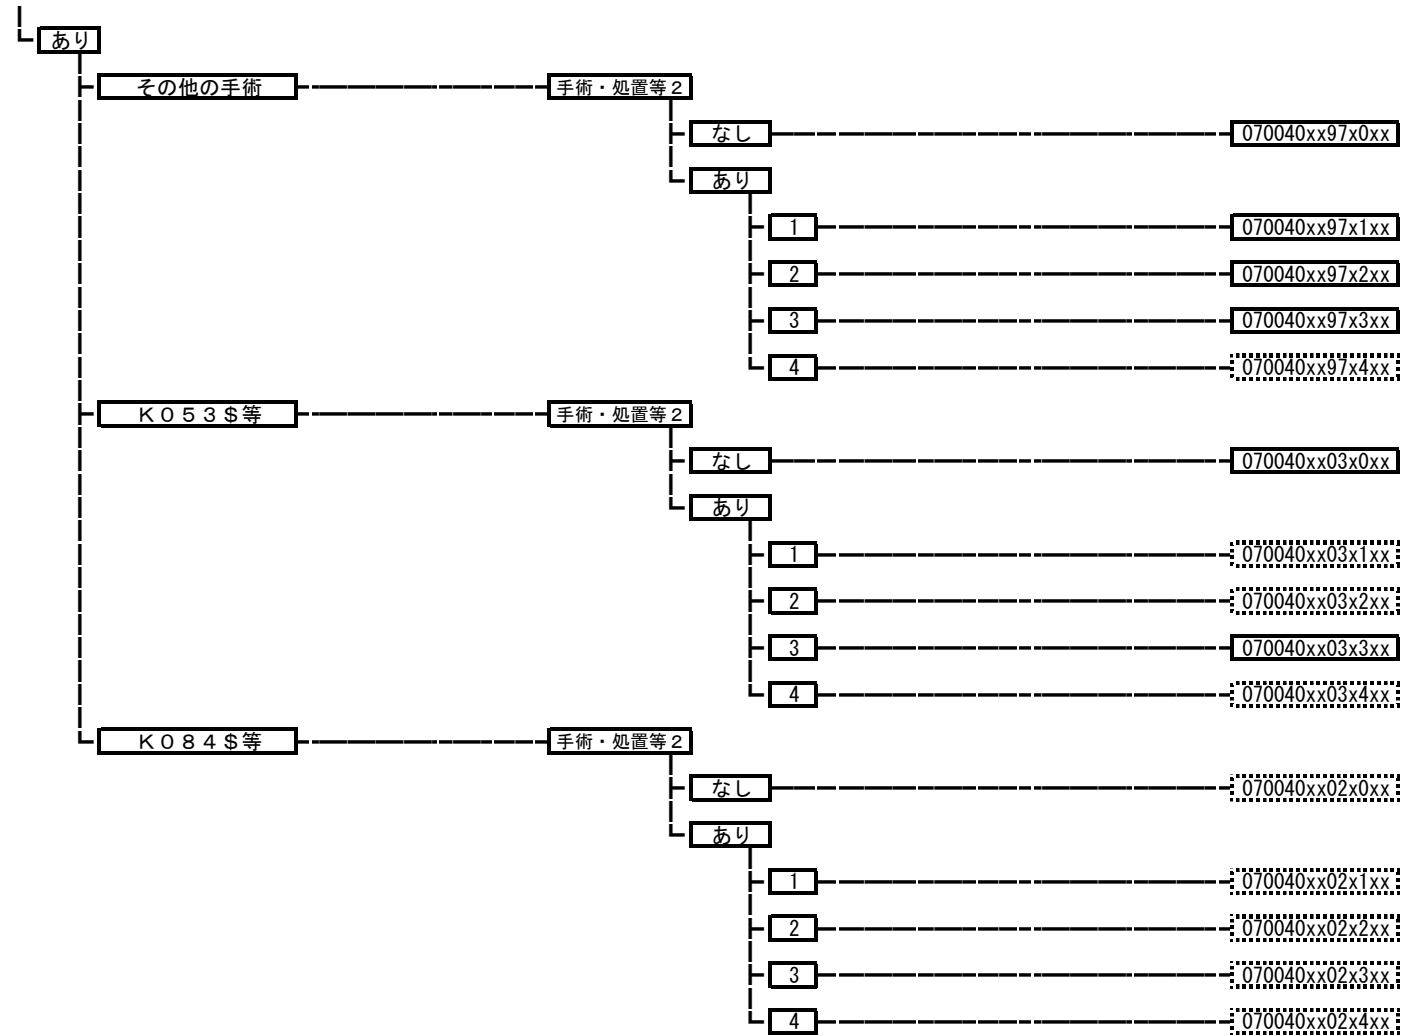 あり
その他の手術 手術・処置等2
なし 070040xx97x0xx
あり
1 070040xx97x1xx
2 070040xx97x2xx
3 070040xx97x3xx
4 070040xx97x4xx
K053$等 手術・処置等2
なし 070040xx03x0xx
あり
1 070040xx03x1xx
2 070040xx03x2xx
3 070040xx03x3xx
4 070040xx03x4xx
K084$等 手術・処置等2
なし 070040xx02x0xx
あり
1 070040xx02x1xx
2 070040xx02x2xx
3 070040xx02x3xx
4 070040xx02x4xx